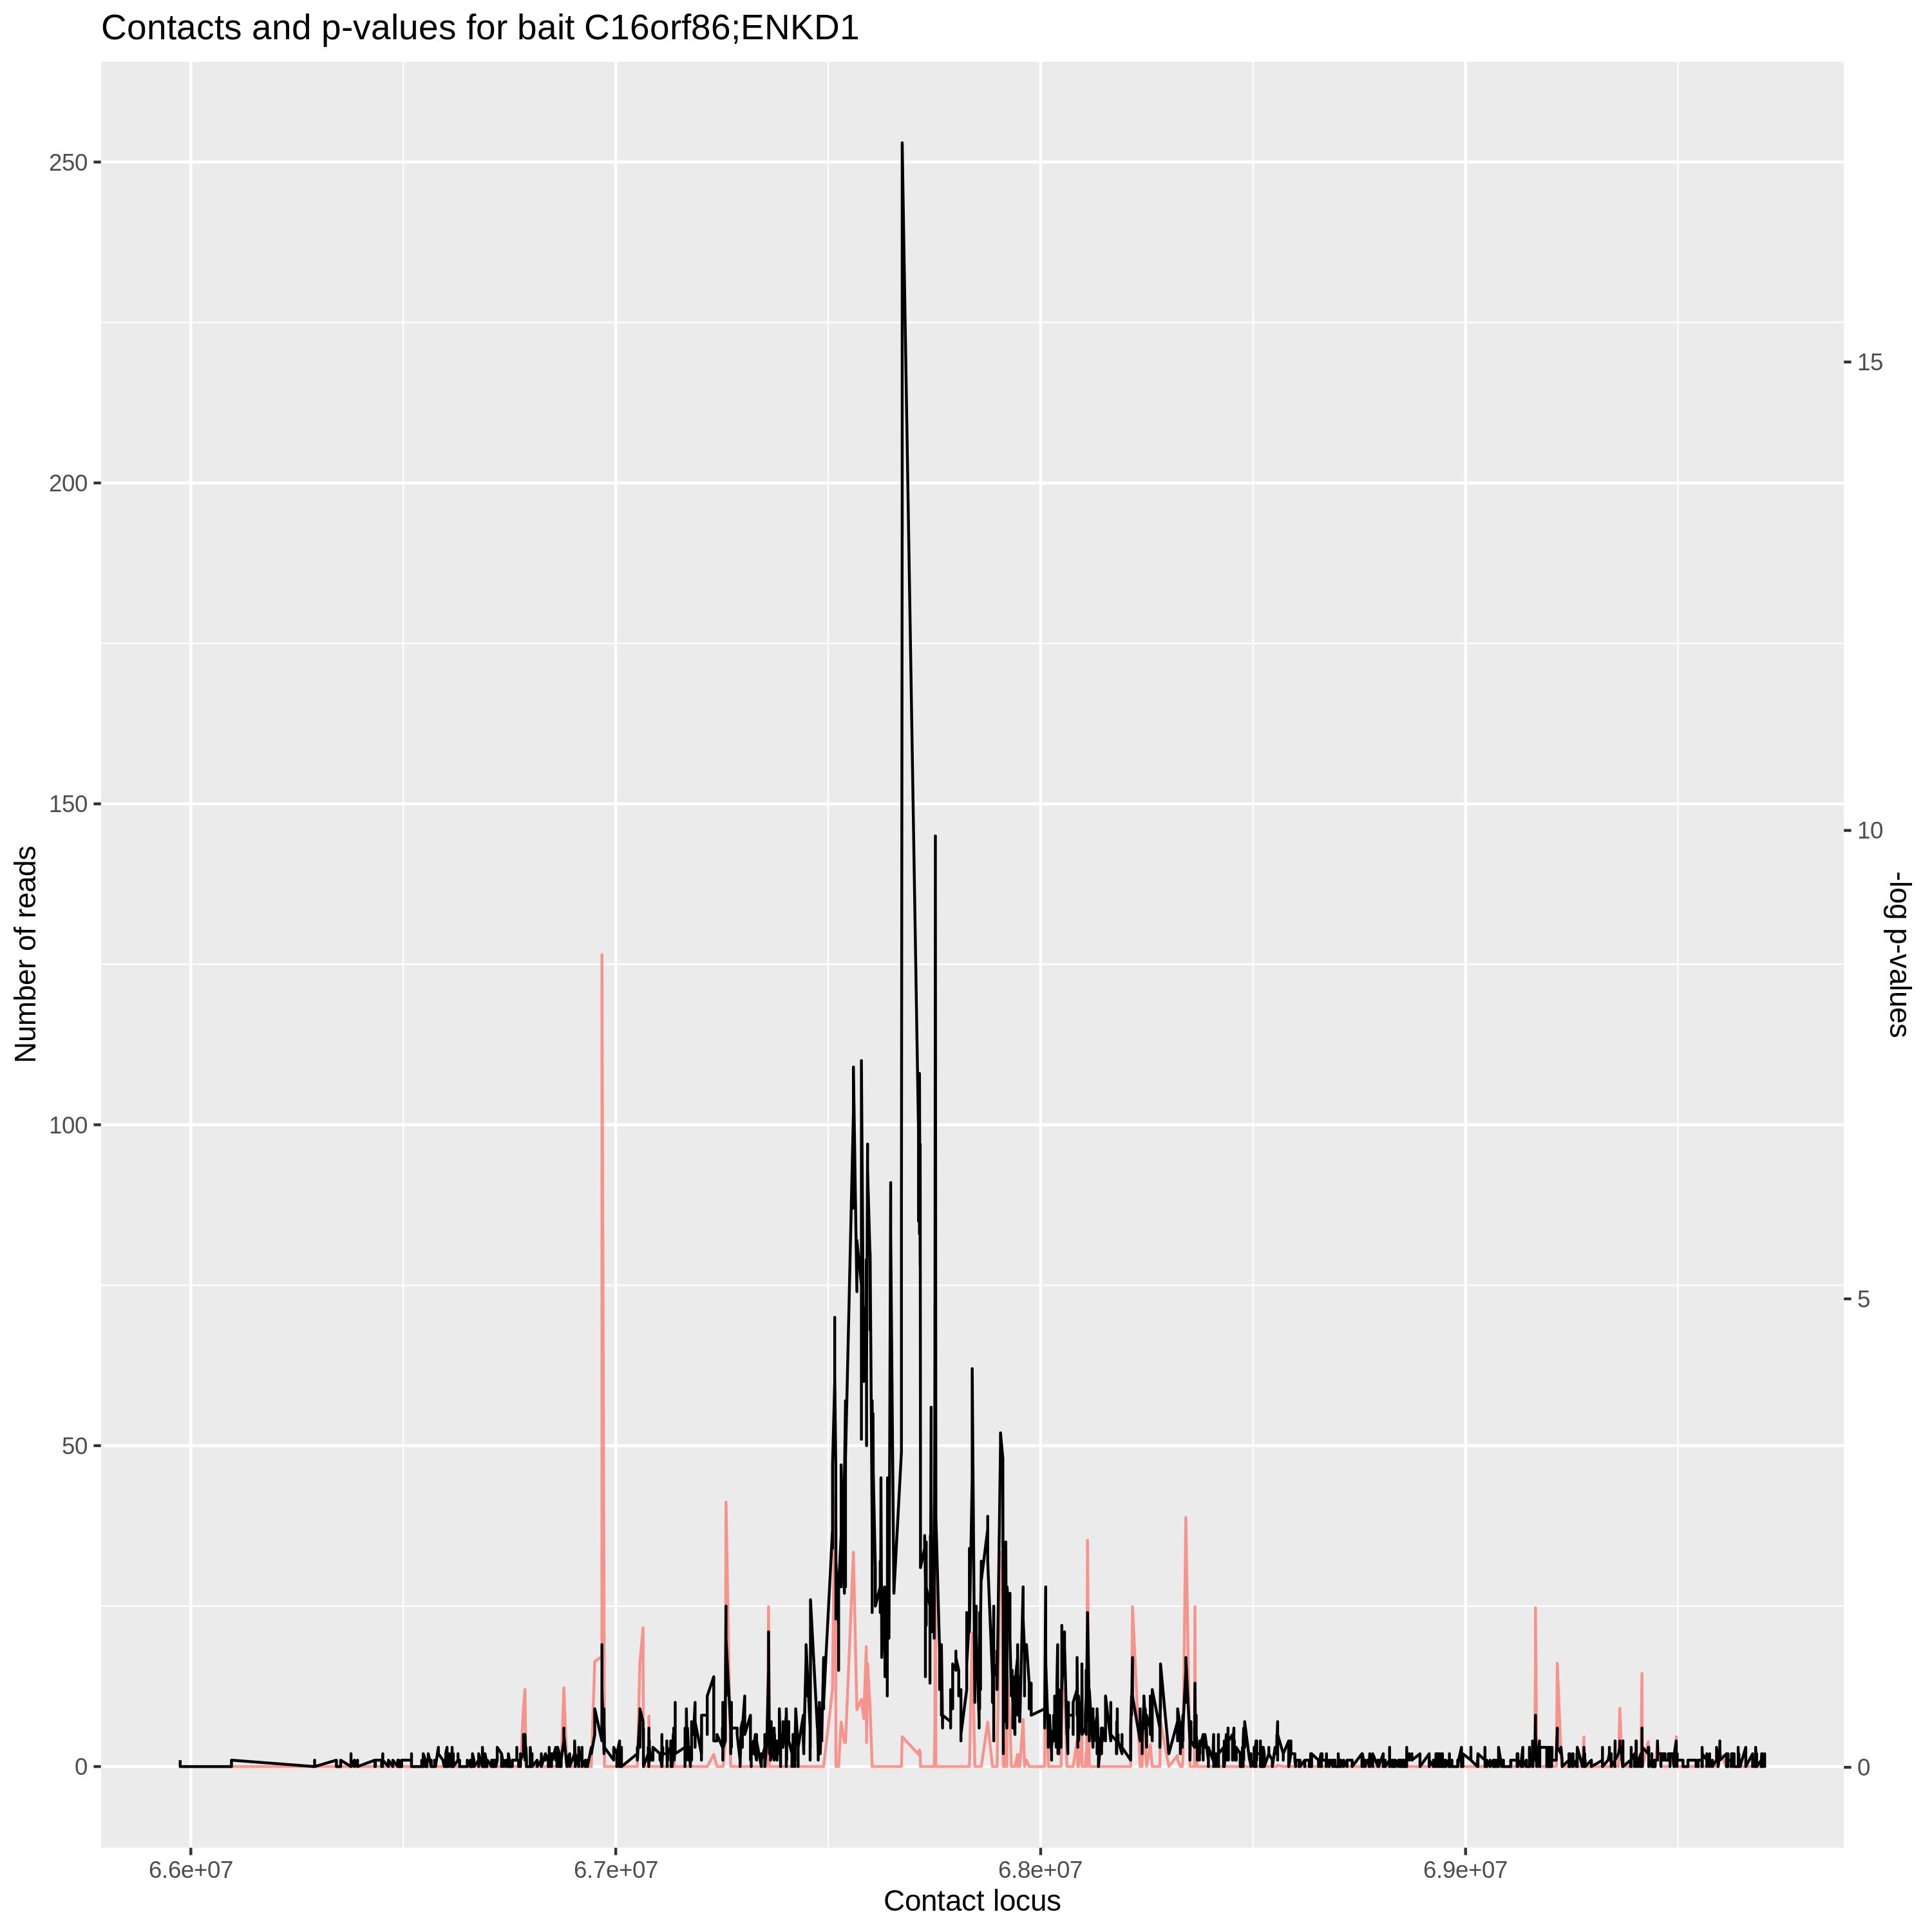 Contacts and p-values for bait C16orf86;ENKD1
250
200
150
100
50
0
Number of reads
15
10
5
0
-log p-values
6.6e+07
6.7e+07
6.8e+07
6.9e+07
Contact locus